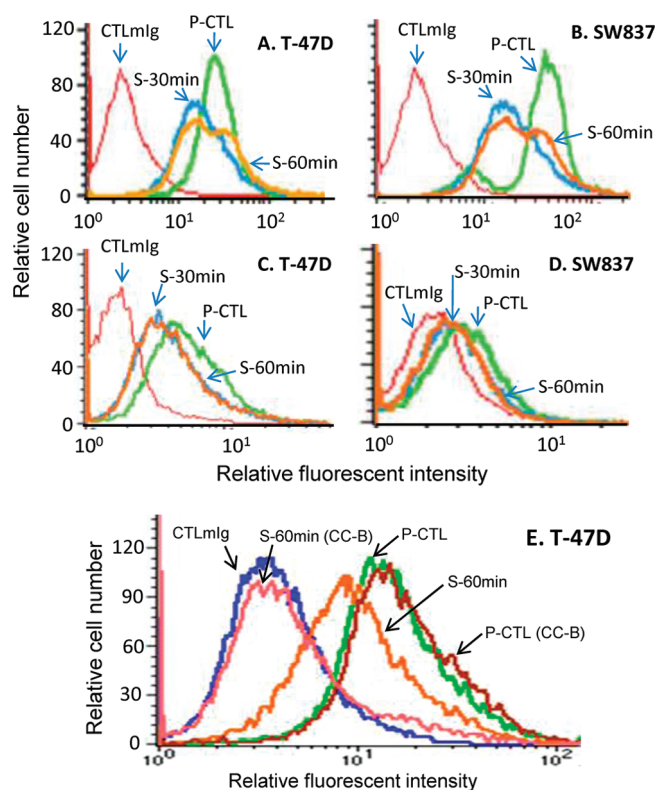 A. T-47D
CTLmIg
P-CTL
S-30min
S-60min
120
80
40
0
10⁰
10¹
10²
B. SW837
CTLmIg
P-CTL
S-30min
S-60min
10⁰
10¹
10²
Relative cell number
C. T-47D
CTLmIg
S-30min
P-CTL
S-60min
120
80
40
0
10⁰
10¹
D. SW837
S-30min
CTLmIg
P-CTL
S-60min
10⁰
10¹
Relative fluorescent intensity
E. T-47D
CTLmIg
S-60min (CC-B)
P-CTL
S-60min
P-CTL (CC-B)
Relative cell number
120
90
60
30
0
10⁰
10¹
10²
Relative fluorescent intensity